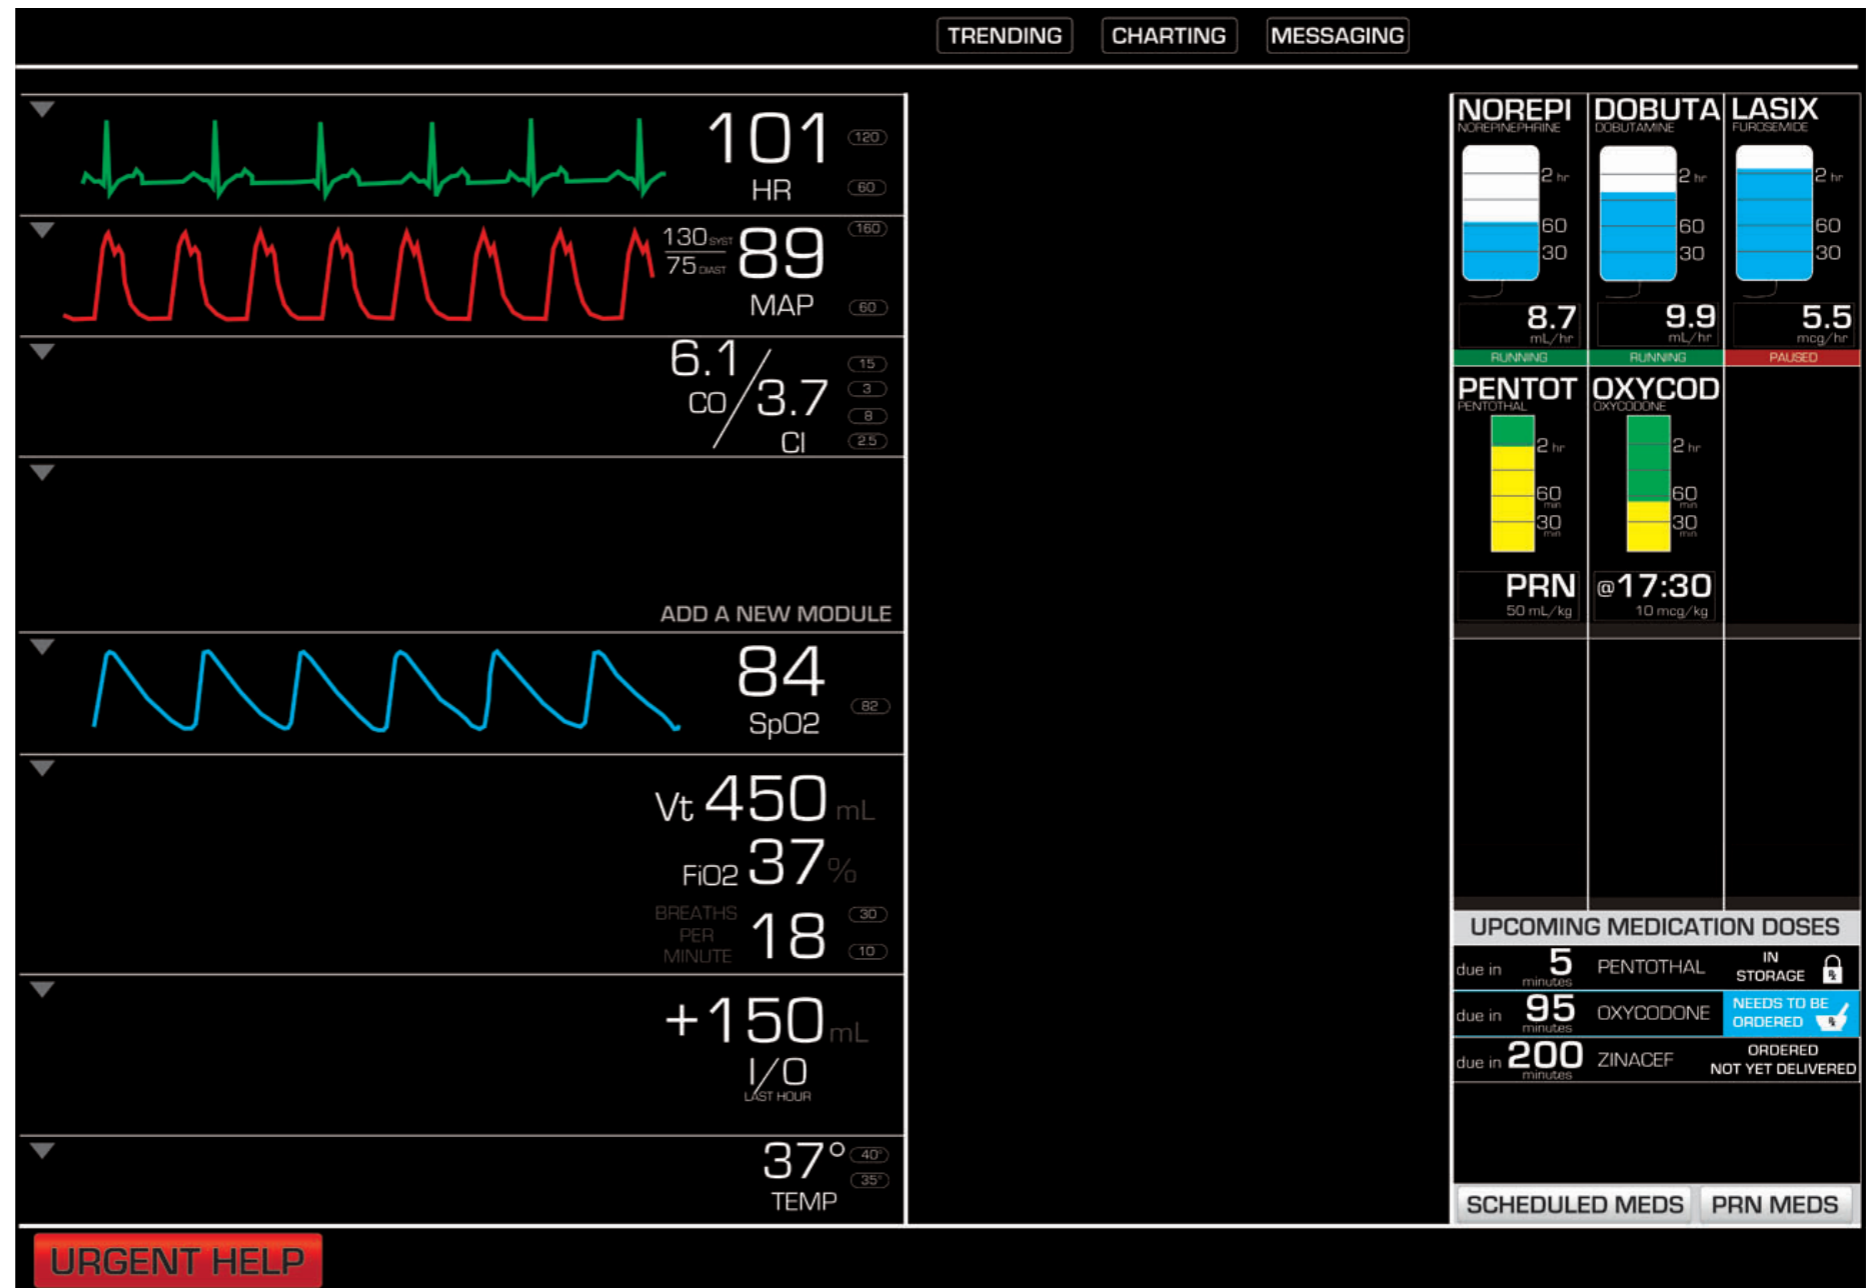 TRENDING CHARTING MESSAGING
101 120
HR 60
130 SYST 89 160
75 DIAST
MAP 60
6.1 / 3.7 15
CO 3
8
CI 2.5
ADD A NEW MODULE
84
SpO2 82
Vt 450 mL
FiO2 37 %
BREATHS PER MINUTE 18 30
10
+150 mL
I/O
LAST HOUR
37° 40°
35°
TEMP
URGENT HELP
NOREPI DOBUTA LASIX
NOREPINEPHRINE DOBUTAMINE FUROSEMIDE
2 hr 2 hr 2 hr
60 60 60
30 30 30
8.7 9.9 5.5
mL/hr mL/hr mcg/hr
RUNNING RUNNING PAUSED
PENTOT OXYCOD
PENTOTHAL OXYCODONE
2 hr 2 hr
60 min 60 min
30 min 30 min
PRN @17:30
50 mL/kg 10 mcg/kg
UPCOMING MEDICATION DOSES
due in 5 minutes PENTOTHAL IN STORAGE
due in 95 minutes OXYCODONE NEEDS TO BE ORDERED
due in 200 minutes ZINACEF ORDERED NOT YET DELIVERED
SCHEDULED MEDS PRN MEDS